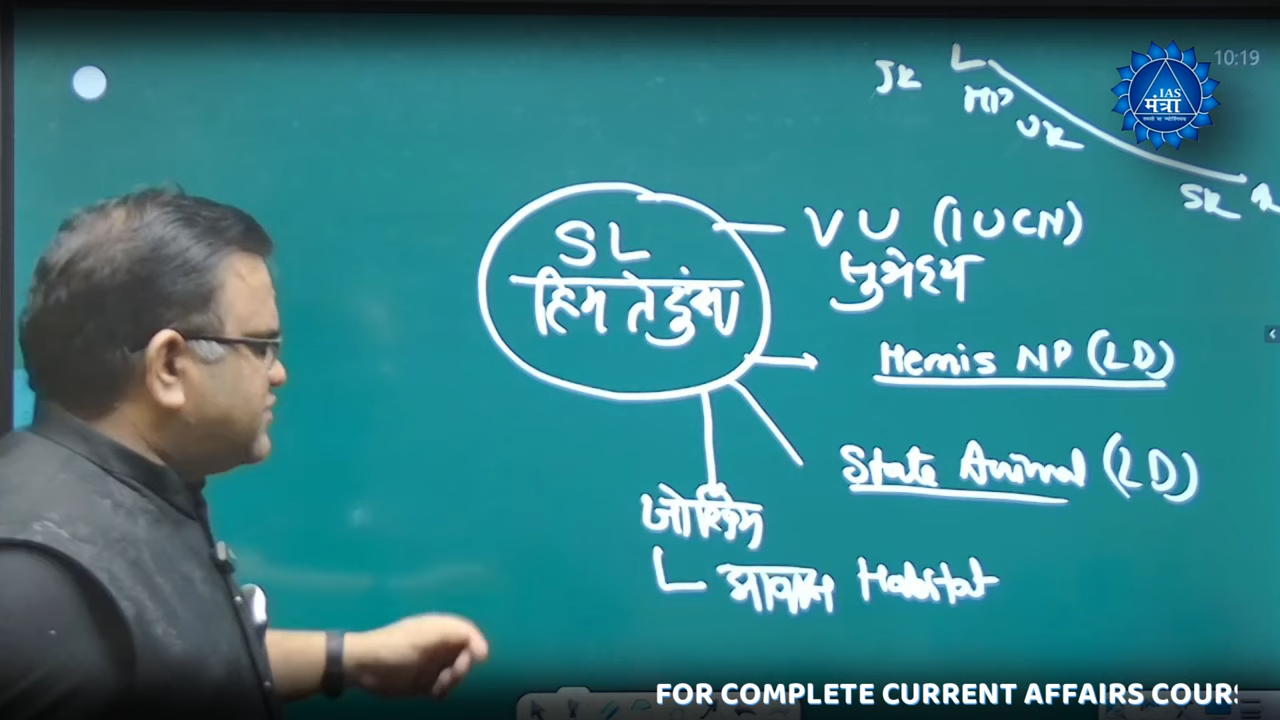 10:19
IAS
मंत्रा
JK
L
HP
UK
SK
SL
हिम तेंदुआ
VU (IUCN)
सुभेद्य
Hemis NP (LD)
State Animal (LD)
जोखिम
आवास Habitat
FOR COMPLETE CURRENT AFFAIRS COURS